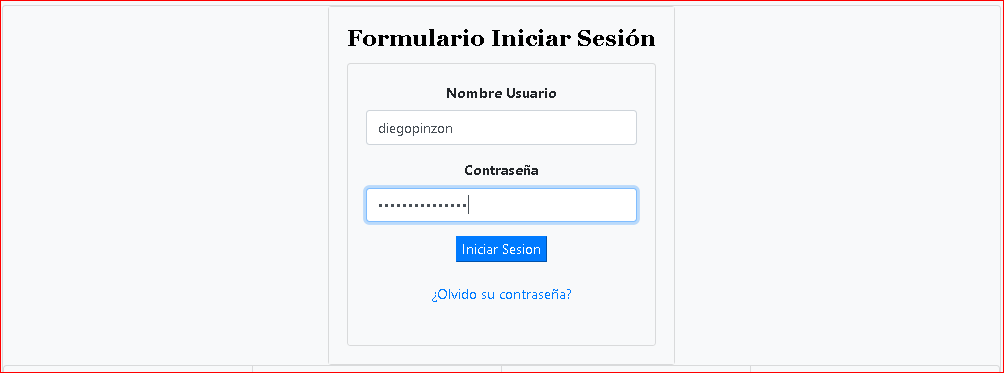 Formulario Iniciar Sesión
Nombre Usuario
diegopinzon
Contraseña
•••••••••••••••
Iniciar Sesion
¿Olvido su contraseña?